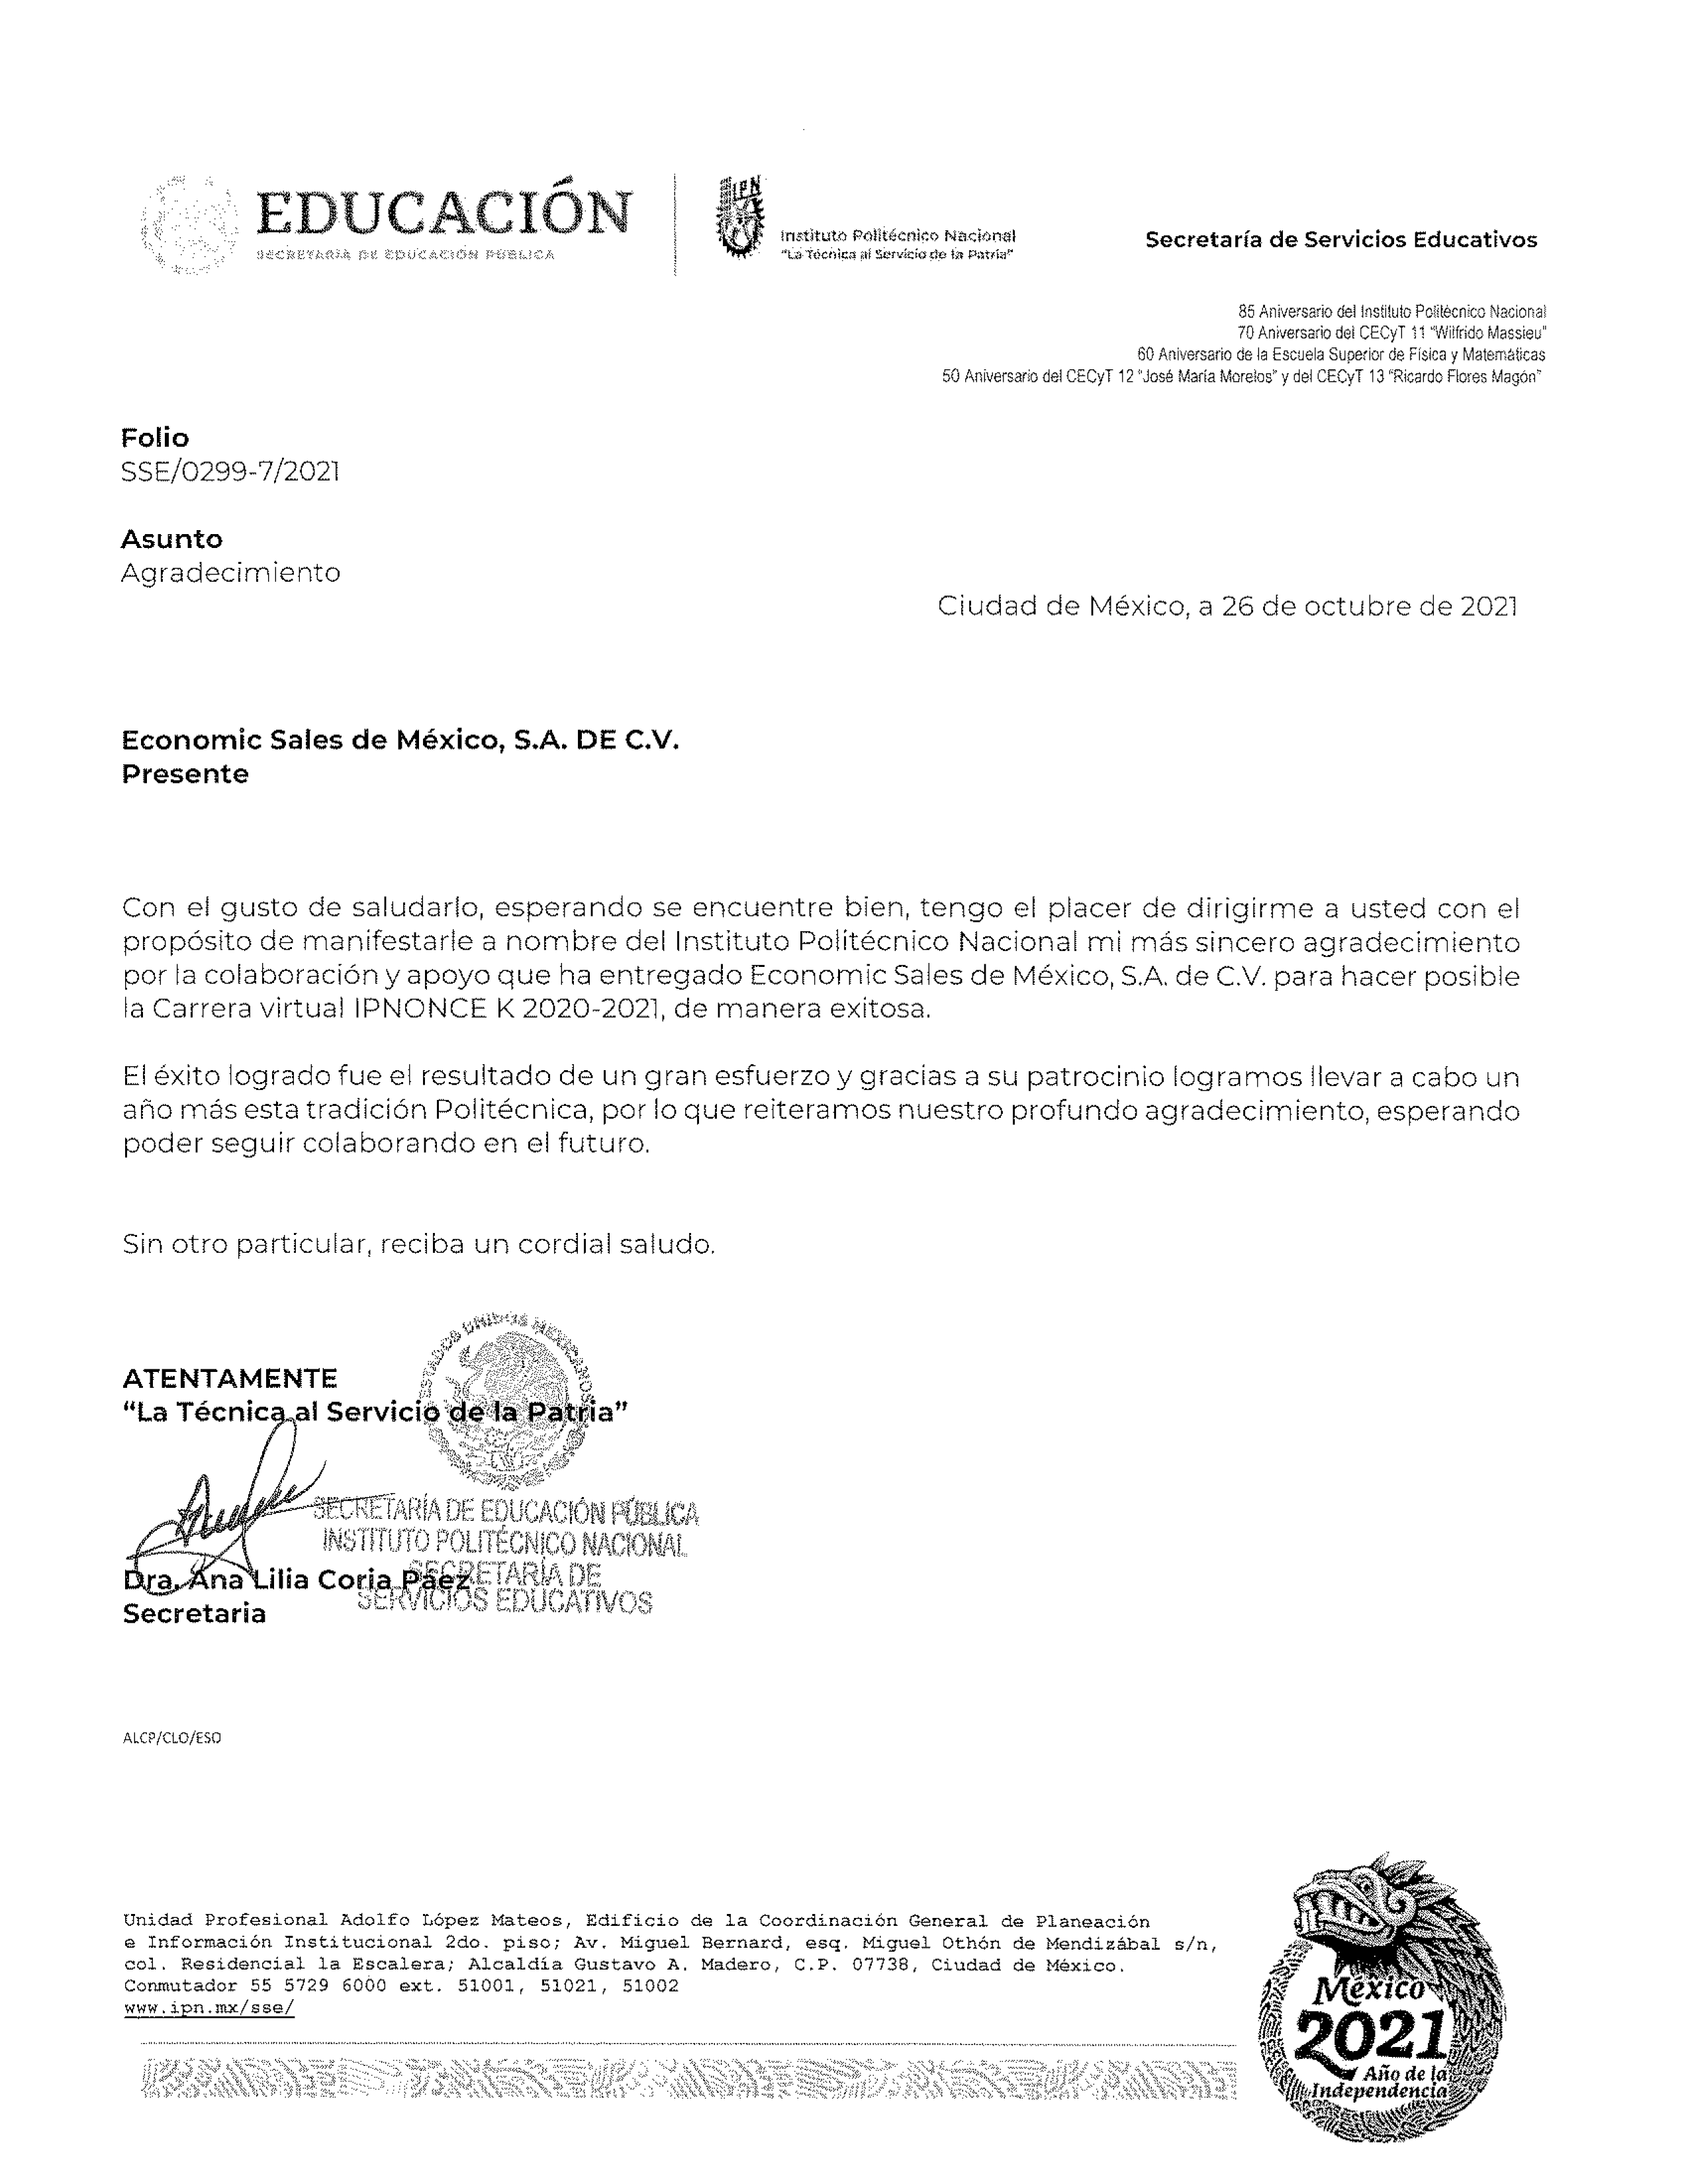 EDUCACIÓN
SECRETARÍA DE EDUCACIÓN PÚBLICA
IPN
Instituto Politécnico Nacional
"La Técnica al Servicio de la Patria"
Secretaría de Servicios Educativos
85 Aniversario del Instituto Politécnico Nacional
70 Aniversario del CECyT 11 "Wilfrido Massieu"
60 Aniversario de la Escuela Superior de Física y Matemáticas
50 Aniversario del CECyT 12 "José María Morelos" y del CECyT 13 "Ricardo Flores Magón"
Folio
SSE/0299-7/2021
Asunto
Agradecimiento
Ciudad de México, a 26 de octubre de 2021
Economic Sales de México, S.A. DE C.V.
Presente
Con el gusto de saludarlo, esperando se encuentre bien, tengo el placer de dirigirme a usted con el
propósito de manifestarle a nombre del Instituto Politécnico Nacional mi más sincero agradecimiento
por la colaboración y apoyo que ha entregado Economic Sales de México, S.A. de C.V. para hacer posible
la Carrera virtual IPNONCE K 2020-2021, de manera exitosa.
El éxito logrado fue el resultado de un gran esfuerzo y gracias a su patrocinio logramos llevar a cabo un
año más esta tradición Politécnica, por lo que reiteramos nuestro profundo agradecimiento, esperando
poder seguir colaborando en el futuro.
Sin otro particular, reciba un cordial saludo.
ESTADOS UNIDOS MEXICANOS
ATENTAMENTE
"La Técnica al Servicio de la Patria"
SECRETARÍA DE EDUCACIÓN PÚBLICA
INSTITUTO POLITÉCNICO NACIONAL
SECRETARÍA DE
SERVICIOS EDUCATIVOS
Dra. Ana Lilia Coria Páez
Secretaria
ALCP/CLO/ESO
Unidad Profesional Adolfo López Mateos, Edificio de la Coordinación General de Planeación
e Información Institucional 2do. piso; Av. Miguel Bernard, esq. Miguel Othón de Mendizábal s/n,
col. Residencial la Escalera; Alcaldía Gustavo A. Madero, C.P. 07738, Ciudad de México.
Conmutador 55 5729 6000 ext. 51001, 51021, 51002
www.ipn.mx/sse/
México
2021
Año de la
Independencia